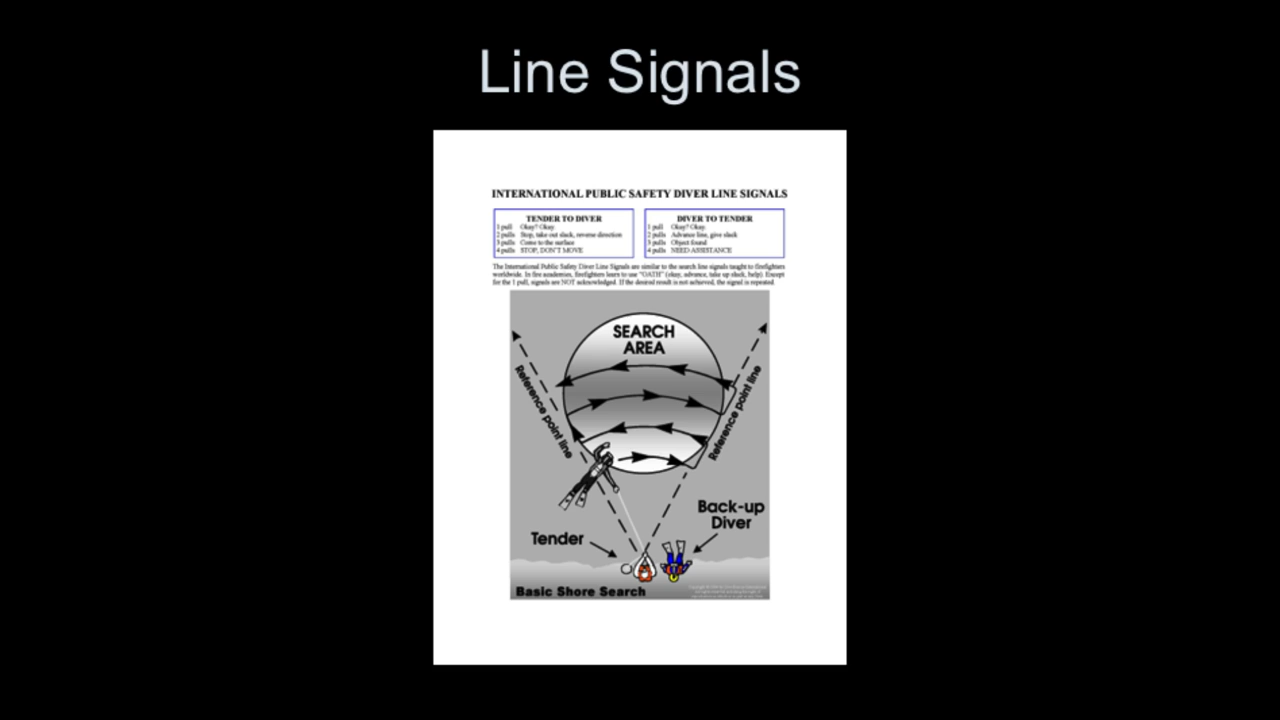 Line Signals
INTERNATIONAL PUBLIC SAFETY DIVER LINE SIGNALS
TENDER TO DIVER
1 pull Okay? Okay.
2 pulls Stop, take out slack, reverse direction
3 pulls Come to the surface
4 pulls STOP, DON'T MOVE
DIVER TO TENDER
1 pull Okay? Okay.
2 pulls Advance line, give slack
3 pulls Object found
4 pulls NEED ASSISTANCE
The International Public Safety Diver Line Signals are similar to the search line signals taught to firefighters
worldwide. In fire academies, firefighters learn to use "OATH" (okay, advance, take up slack, help). Except
for the 1 pull, signals are NOT acknowledged. If the desired result is not achieved, the signal is repeated.
SEARCH
AREA
Reference point line
Reference point line
Back-up
Diver
Tender
Basic Shore Search